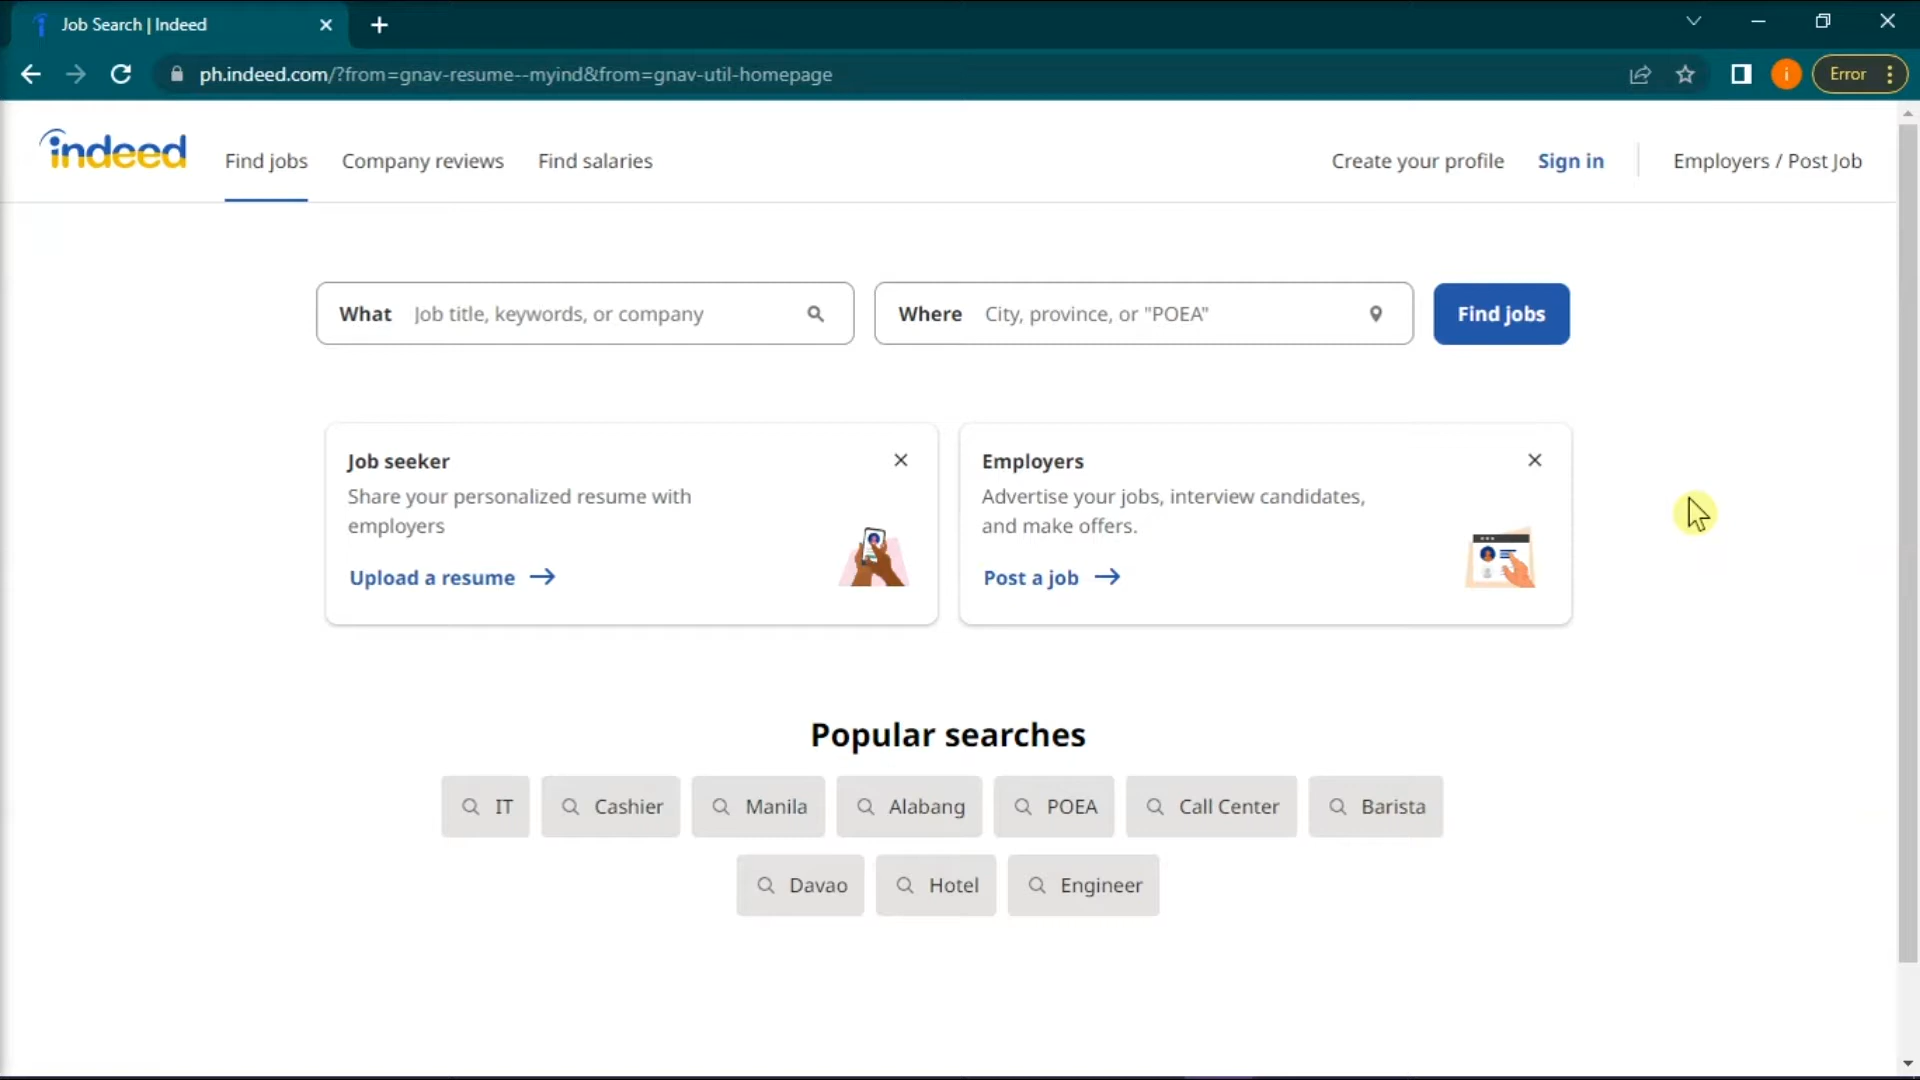 Job Search | Indeed
ph.indeed.com/?from=gnav-resume--myind&from=gnav-util-homepage
i
Error
indeed
Find jobs
Company reviews
Find salaries
Create your profile
Sign in
Employers / Post Job
What
Job title, keywords, or company
Where
City, province, or "POEA"
Find jobs
Job seeker
Share your personalized resume with
employers
Upload a resume
Employers
Advertise your jobs, interview candidates,
and make offers.
Post a job
Popular searches
IT
Cashier
Manila
Alabang
POEA
Call Center
Barista
Davao
Hotel
Engineer